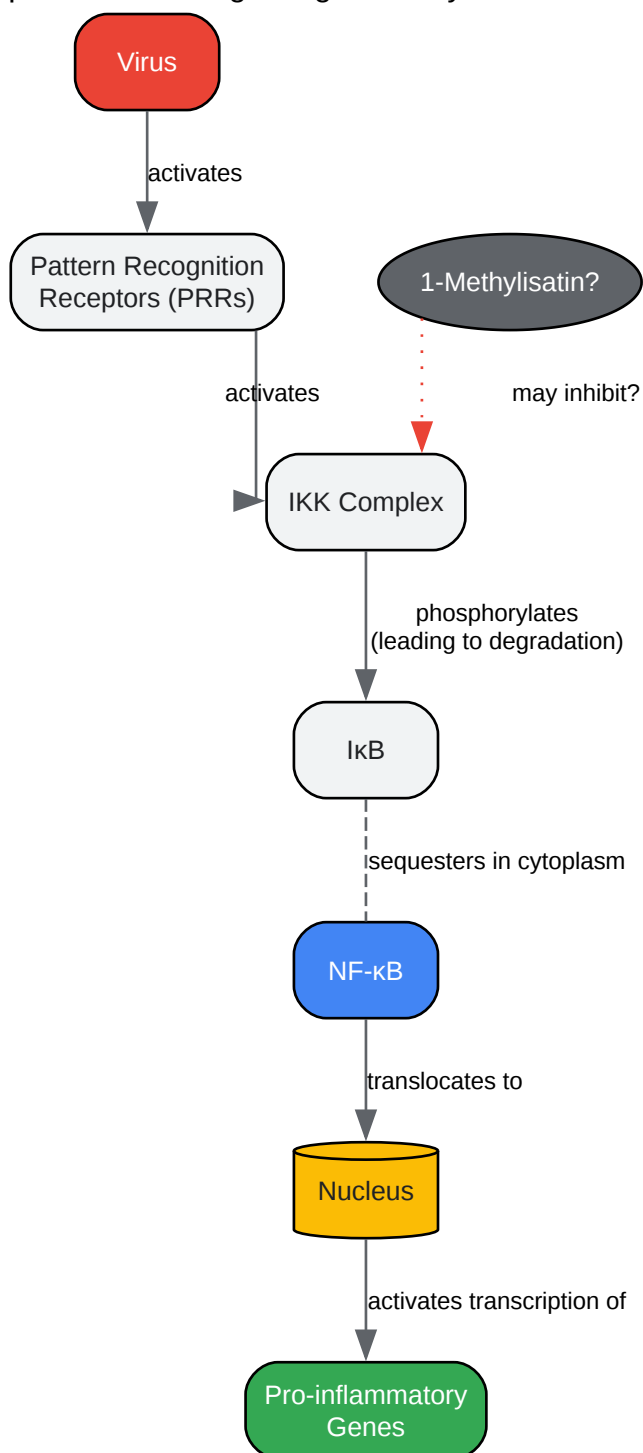 Virus
activates
Pattern Recognition
Receptors (PRRs)
1-Methylisatin?
activates
may inhibit?
IKK Complex
phosphorylates
(leading to degradation)
IκB
sequesters in cytoplasm
NF-κB
translocates to
Nucleus
activates transcription of
Pro-inflammatory
Genes